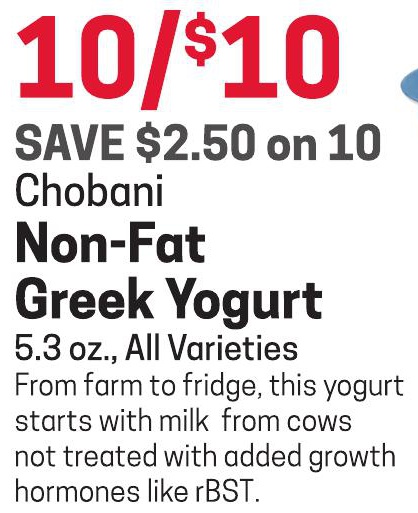 10/$10
SAVE $2.50 on 10
Chobani
Non-Fat
Greek Yogurt
5.3 oz., All Varieties
From farm to fridge, this yogurt
starts with milk from cows
not treated with added growth
hormones like rBST.